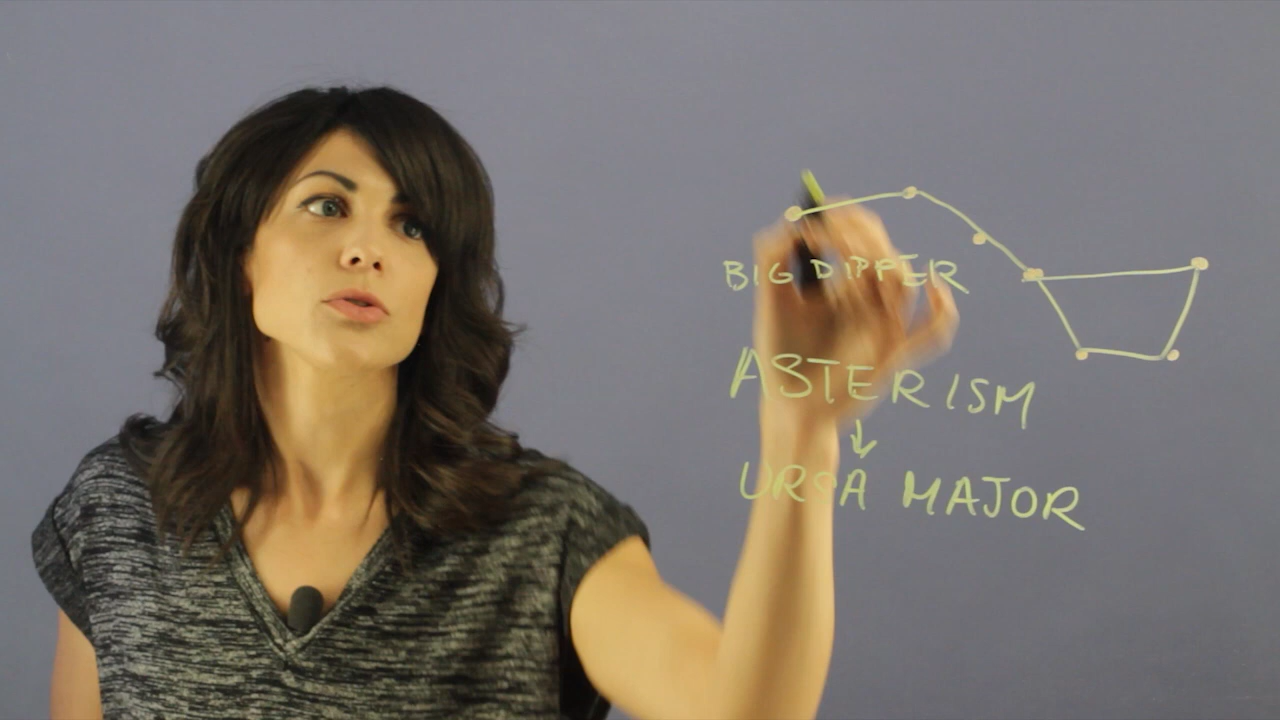 BIG DIPPER
ASTERISM
↓
URSA MAJOR